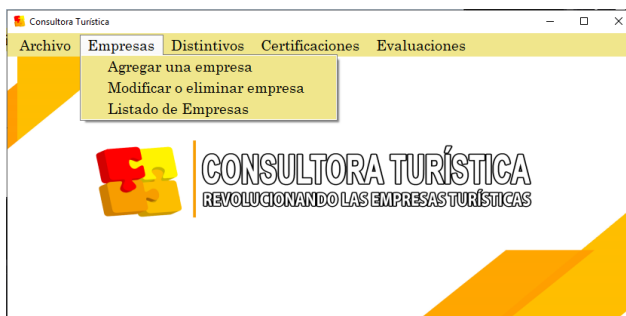 Consultora Turística
Archivo Empresas Distintivos Certificaciones Evaluaciones
Agregar una empresa
Modificar o eliminar empresa
Listado de Empresas
CONSULTORA TURÍSTICA
REVOLUCIONANDO LAS EMPRESAS TURÍSTICAS